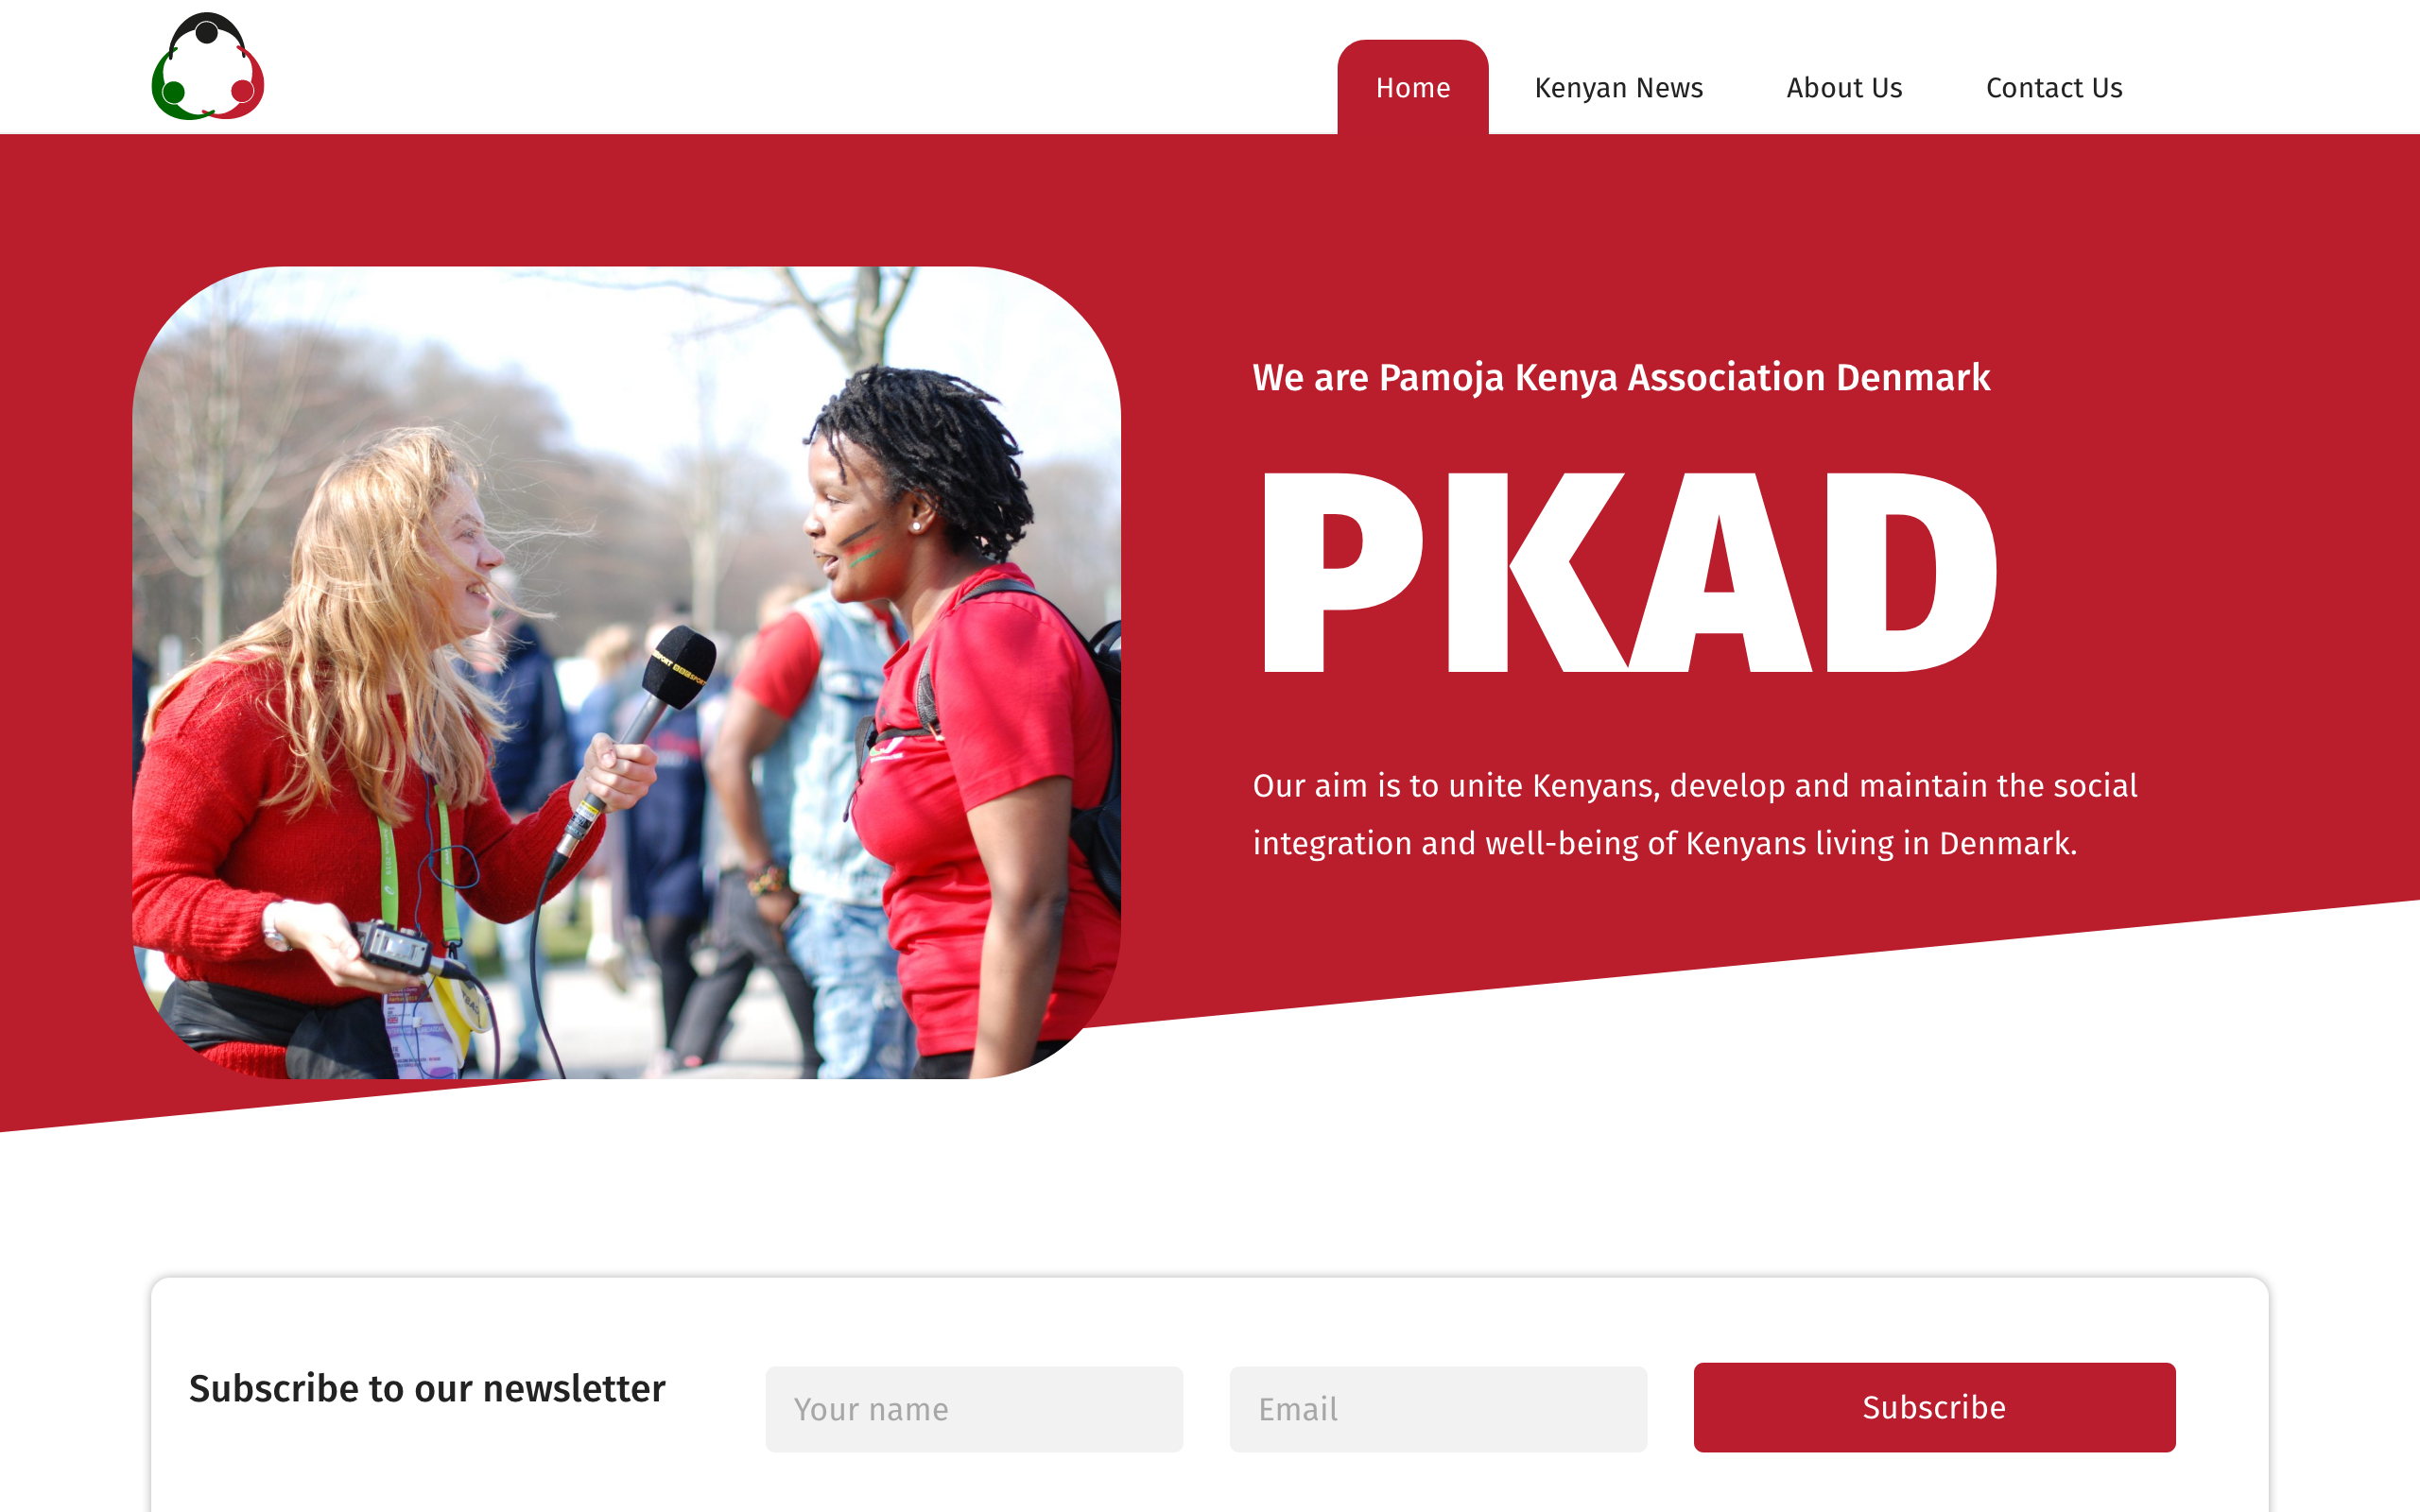 Home
Kenyan News
About Us
Contact Us
We are Pamoja Kenya Association Denmark
PKAD
Our aim is to unite Kenyans, develop and maintain the social
integration and well-being of Kenyans living in Denmark.
Subscribe to our newsletter
Your name
Email
Subscribe